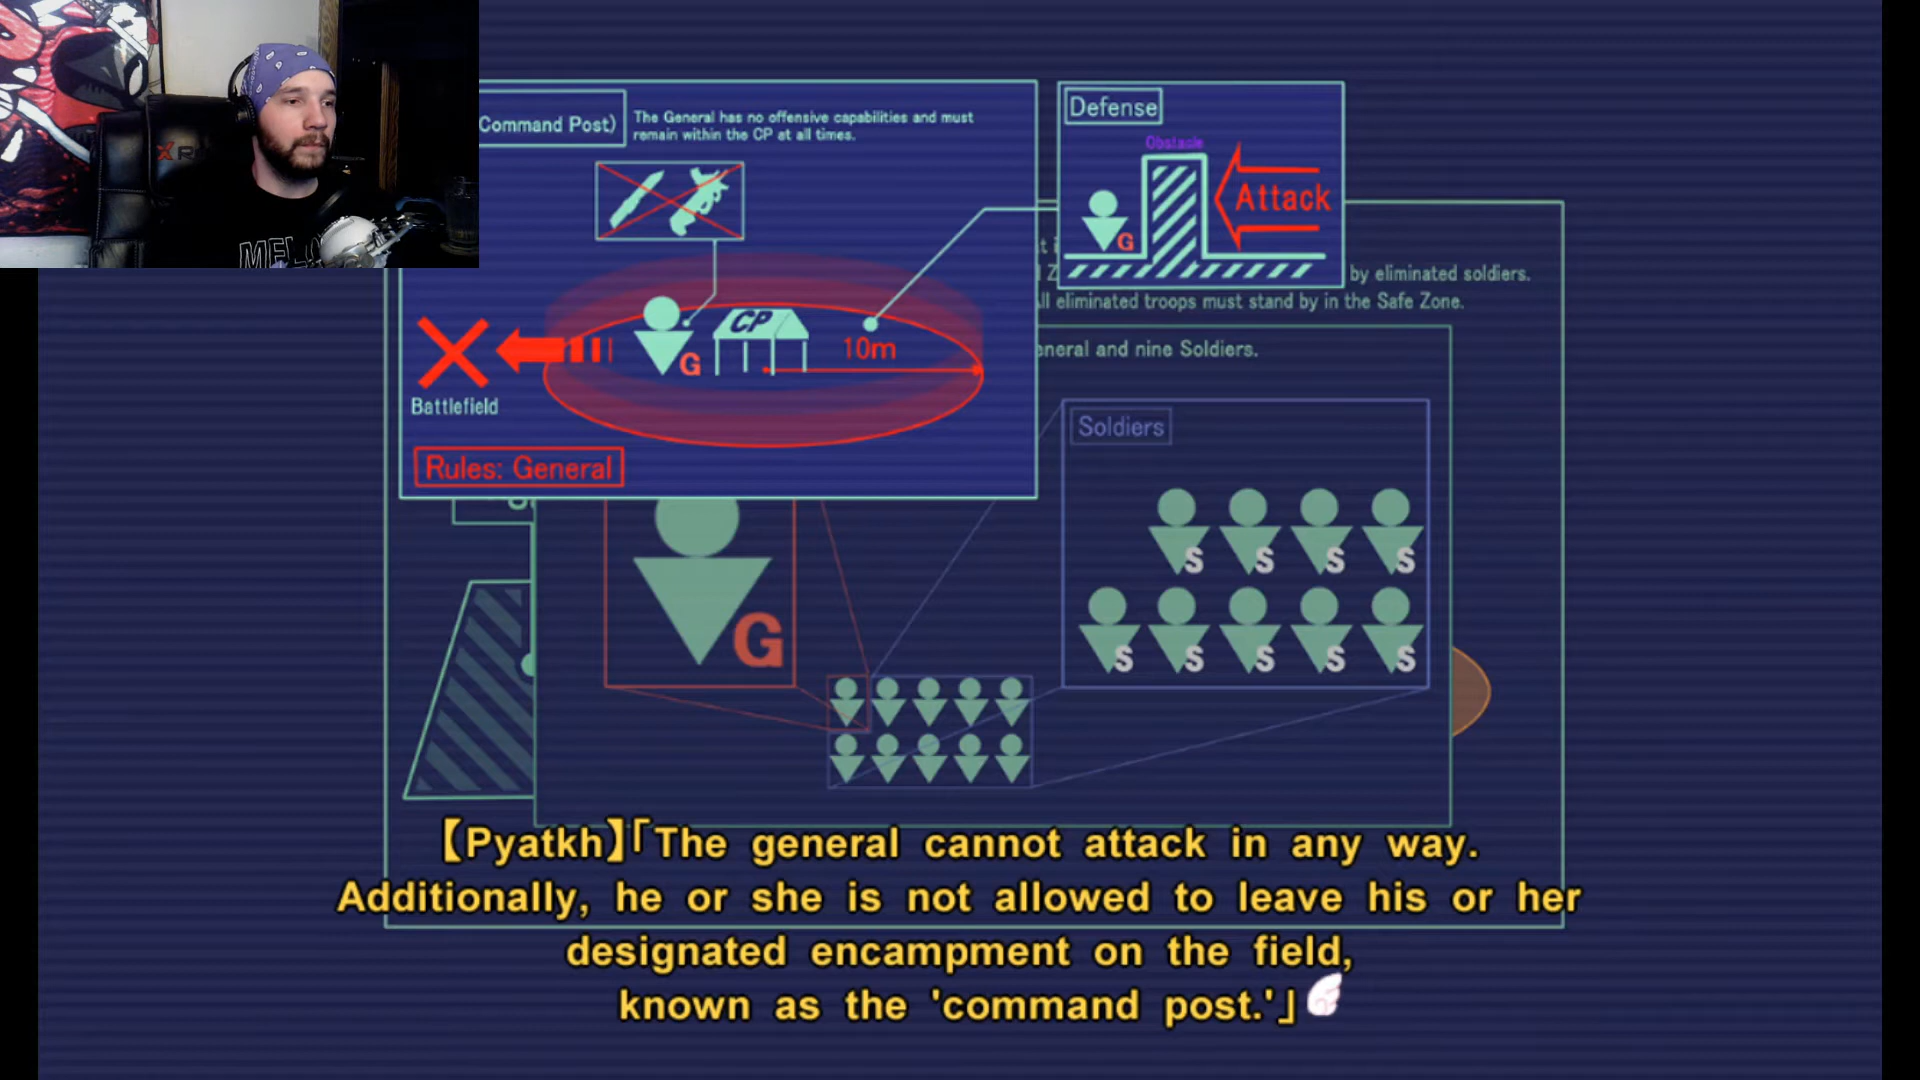 Command Post)
The General has no offensive capabilities and must
remain within the CP at all times.
Defense
Obstacle
Attack
G
CP
G
10m
Battlefield
Rules: General
by eliminated soldiers.
ll eliminated troops must stand by in the Safe Zone.
eneral and nine Soldiers.
Soldiers
S S S S
S S S S S
G
【Pyatkh】「The general cannot attack in any way.
Additionally, he or she is not allowed to leave his or her
designated encampment on the field,
known as the 'command post.'」